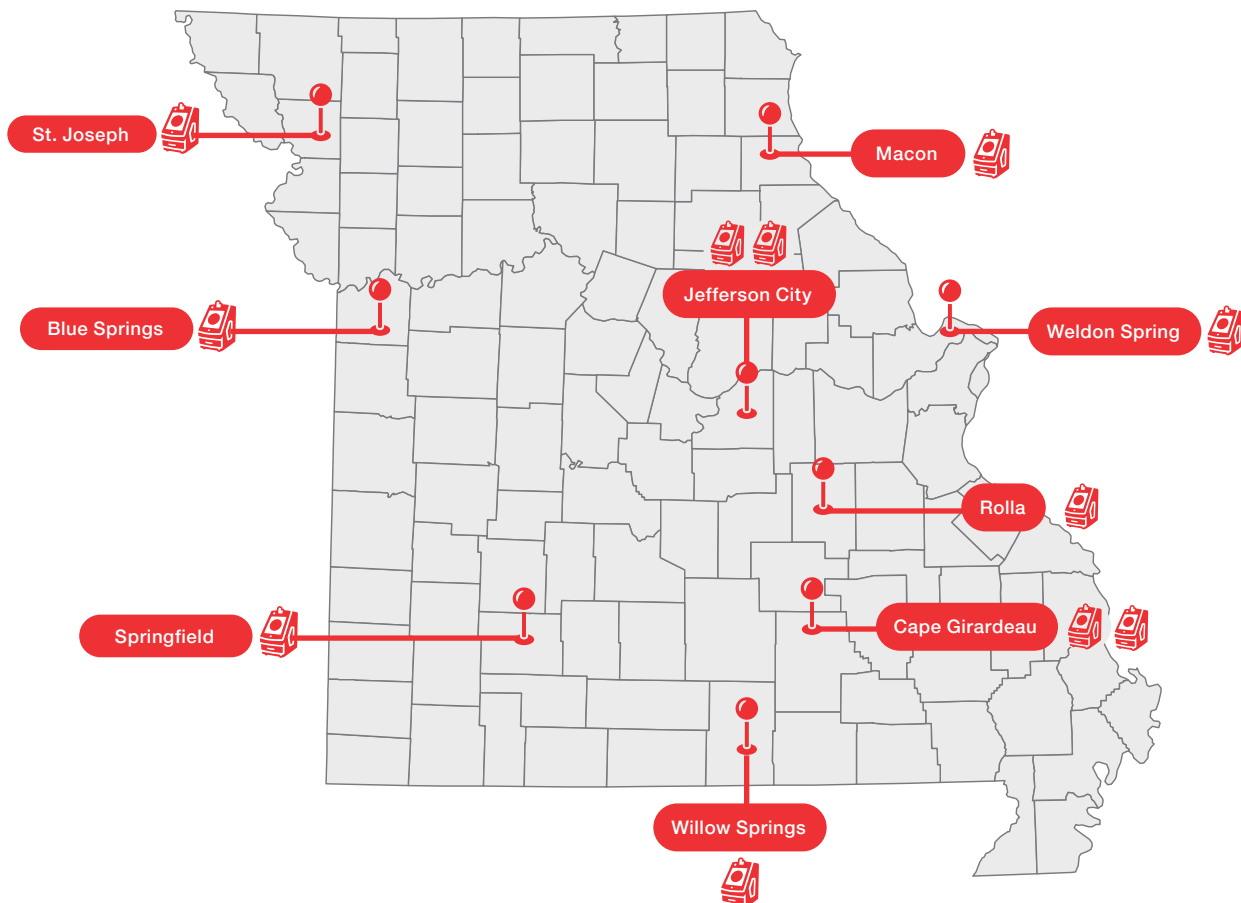 St. Joseph
Macon
Jefferson City
Blue Springs
Weldon Spring
Rolla
Springfield
Cape Girardeau
Willow Springs